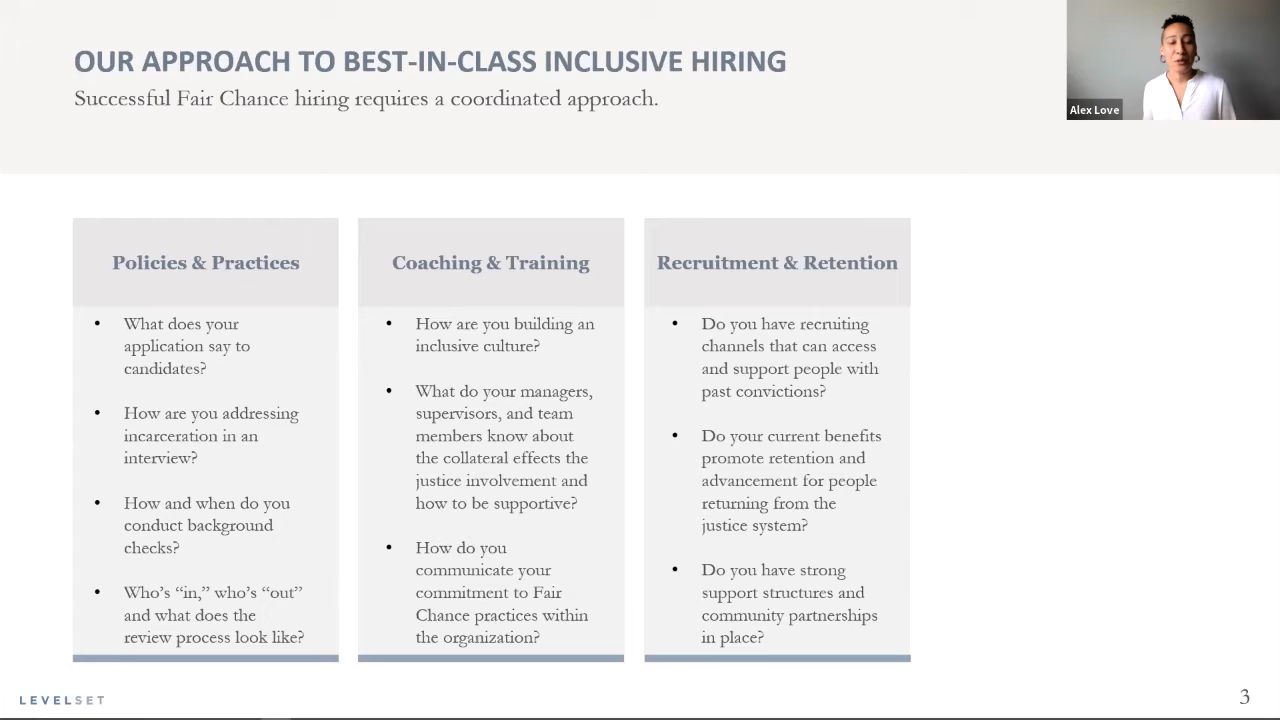 OUR APPROACH TO BEST-IN-CLASS INCLUSIVE HIRING
Successful Fair Chance hiring requires a coordinated approach.
Alex Love
Policies & Practices
• What does your
application say to
candidates?
• How are you addressing
incarceration in an
interview?
• How and when do you
conduct background
checks?
• Who's “in,” who's “out”
and what does the
review process look like?
Coaching & Training
• How are you building an
inclusive culture?
• What do your managers,
supervisors, and team
members know about
the collateral effects the
justice involvement and
how to be supportive?
• How do you
communicate your
commitment to Fair
Chance practices within
the organization?
Recruitment & Retention
• Do you have recruiting
channels that can access
and support people with
past convictions?
• Do your current benefits
promote retention and
advancement for people
returning from the
justice system?
• Do you have strong
support structures and
community partnerships
in place?
LEVELSET
3